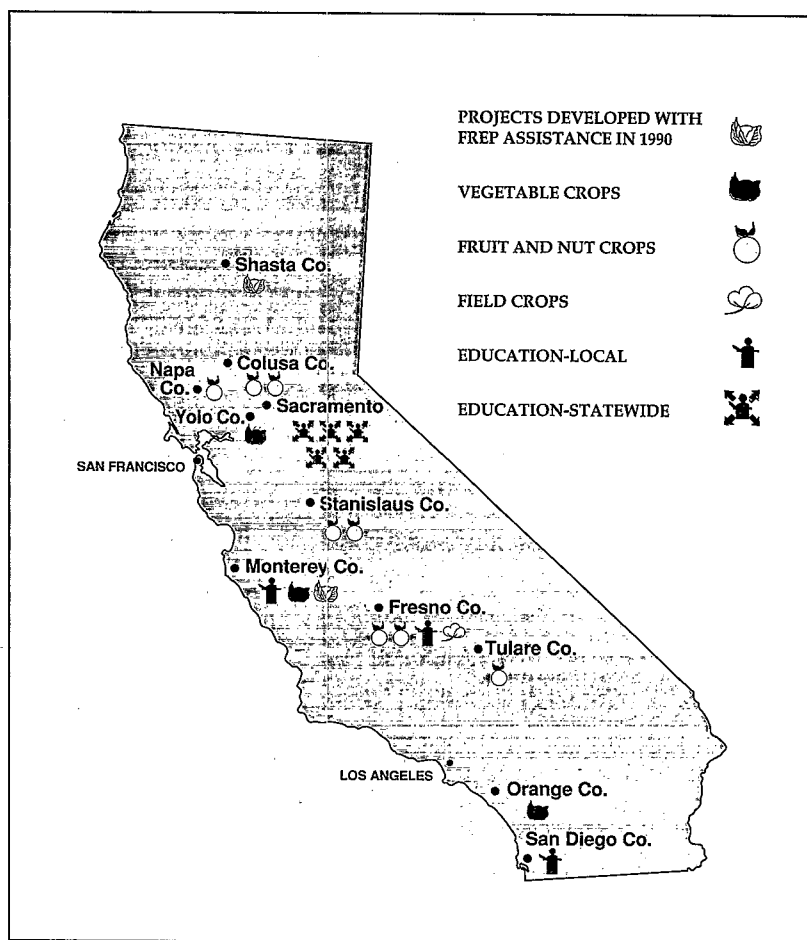 PROJECTS DEVELOPED WITH
FREP ASSISTANCE IN 1990
VEGETABLE CROPS
FRUIT AND NUT CROPS
FIELD CROPS
EDUCATION-LOCAL
EDUCATION-STATEWIDE
Shasta Co.
Colusa Co.
Napa
Co.
Sacramento
Yolo Co.
SAN FRANCISCO
Stanislaus Co.
Monterey Co.
Fresno Co.
Tulare Co.
LOS ANGELES
Orange Co.
San Diego Co.